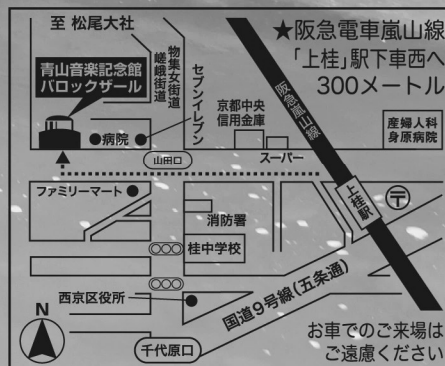 至 松尾大社
★阪急電車嵐山線
「上桂」駅下車西へ
300メートル
青山音楽記念館
バロックザール
物集女街道
嵯峨街道
セブンイレブン
阪急嵐山線
京都中央
信用金庫
産婦人科
身原病院
病院
山田口
スーパー
上桂駅
〒
ファミリーマート
消防署
桂中学校
国道9号線(五条通)
西京区役所
N
千代原口
お車でのご来場は
ご遠慮ください